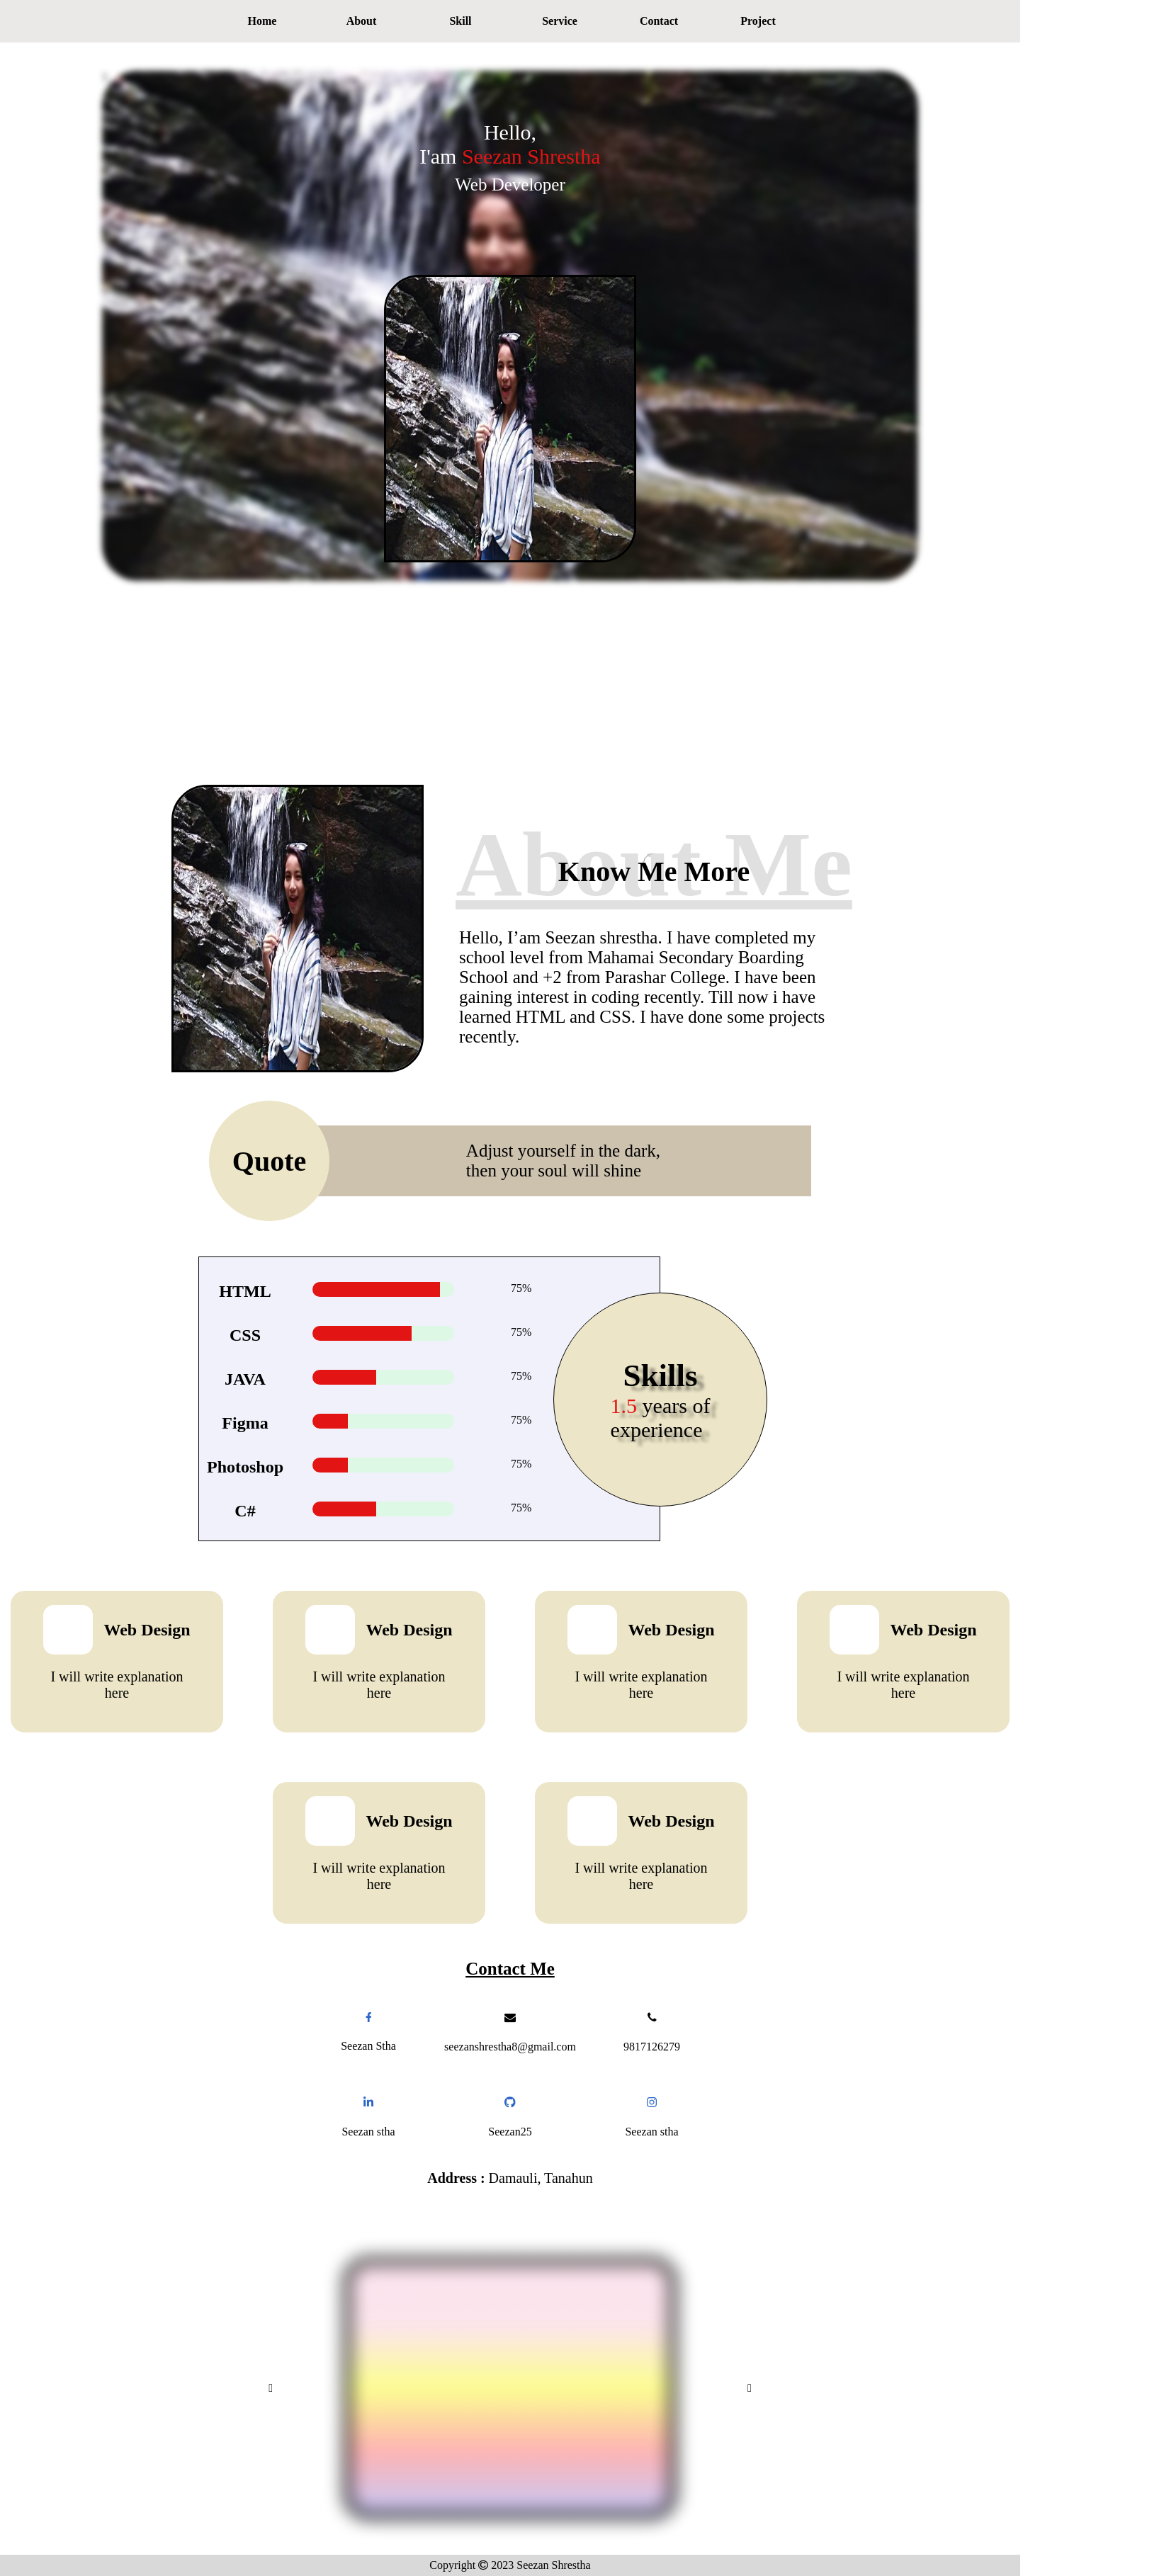 Home About Skill Service Contact Project
Hello,
I'am Seezan Shrestha
Web Developer
About Me
Know Me More
Hello, I’am Seezan shrestha. I have completed my
school level from Mahamai Secondary Boarding
School and +2 from Parashar College. I have been
gaining interest in coding recently. Till now i have
learned HTML and CSS. I have done some projects
recently.
Quote
Adjust yourself in the dark,
then your soul will shine
HTML 75%
CSS 75%
JAVA 75%
Figma 75%
Photoshop 75%
C# 75%
Skills
1.5 years of
experience
Web Design
I will write explanation
here
Web Design
I will write explanation
here
Web Design
I will write explanation
here
Web Design
I will write explanation
here
Web Design
I will write explanation
here
Web Design
I will write explanation
here
Contact Me
Seezan Stha
seezanshrestha8@gmail.com
9817126279
Seezan stha
Seezan25
Seezan stha
Address : Damauli, Tanahun
Copyright © 2023 Seezan Shrestha